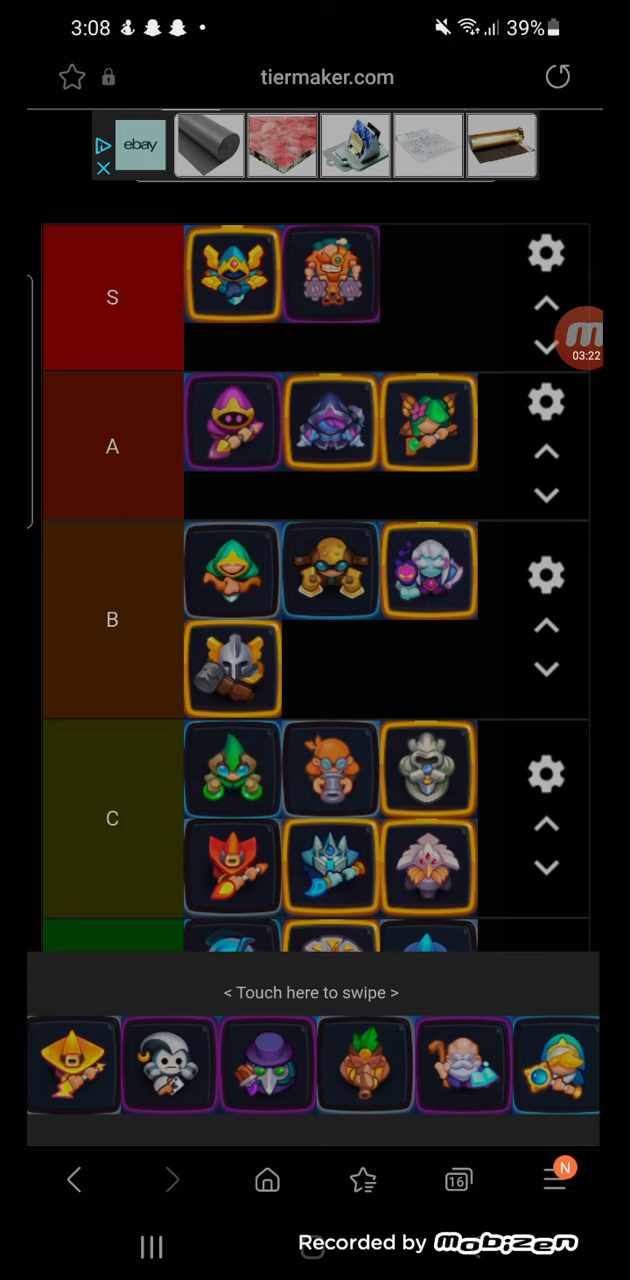 3:08
39%
tiermaker.com
ebay
S
03:22
A
B
C
< Touch here to swipe >
16
N
Recorded by mobizen